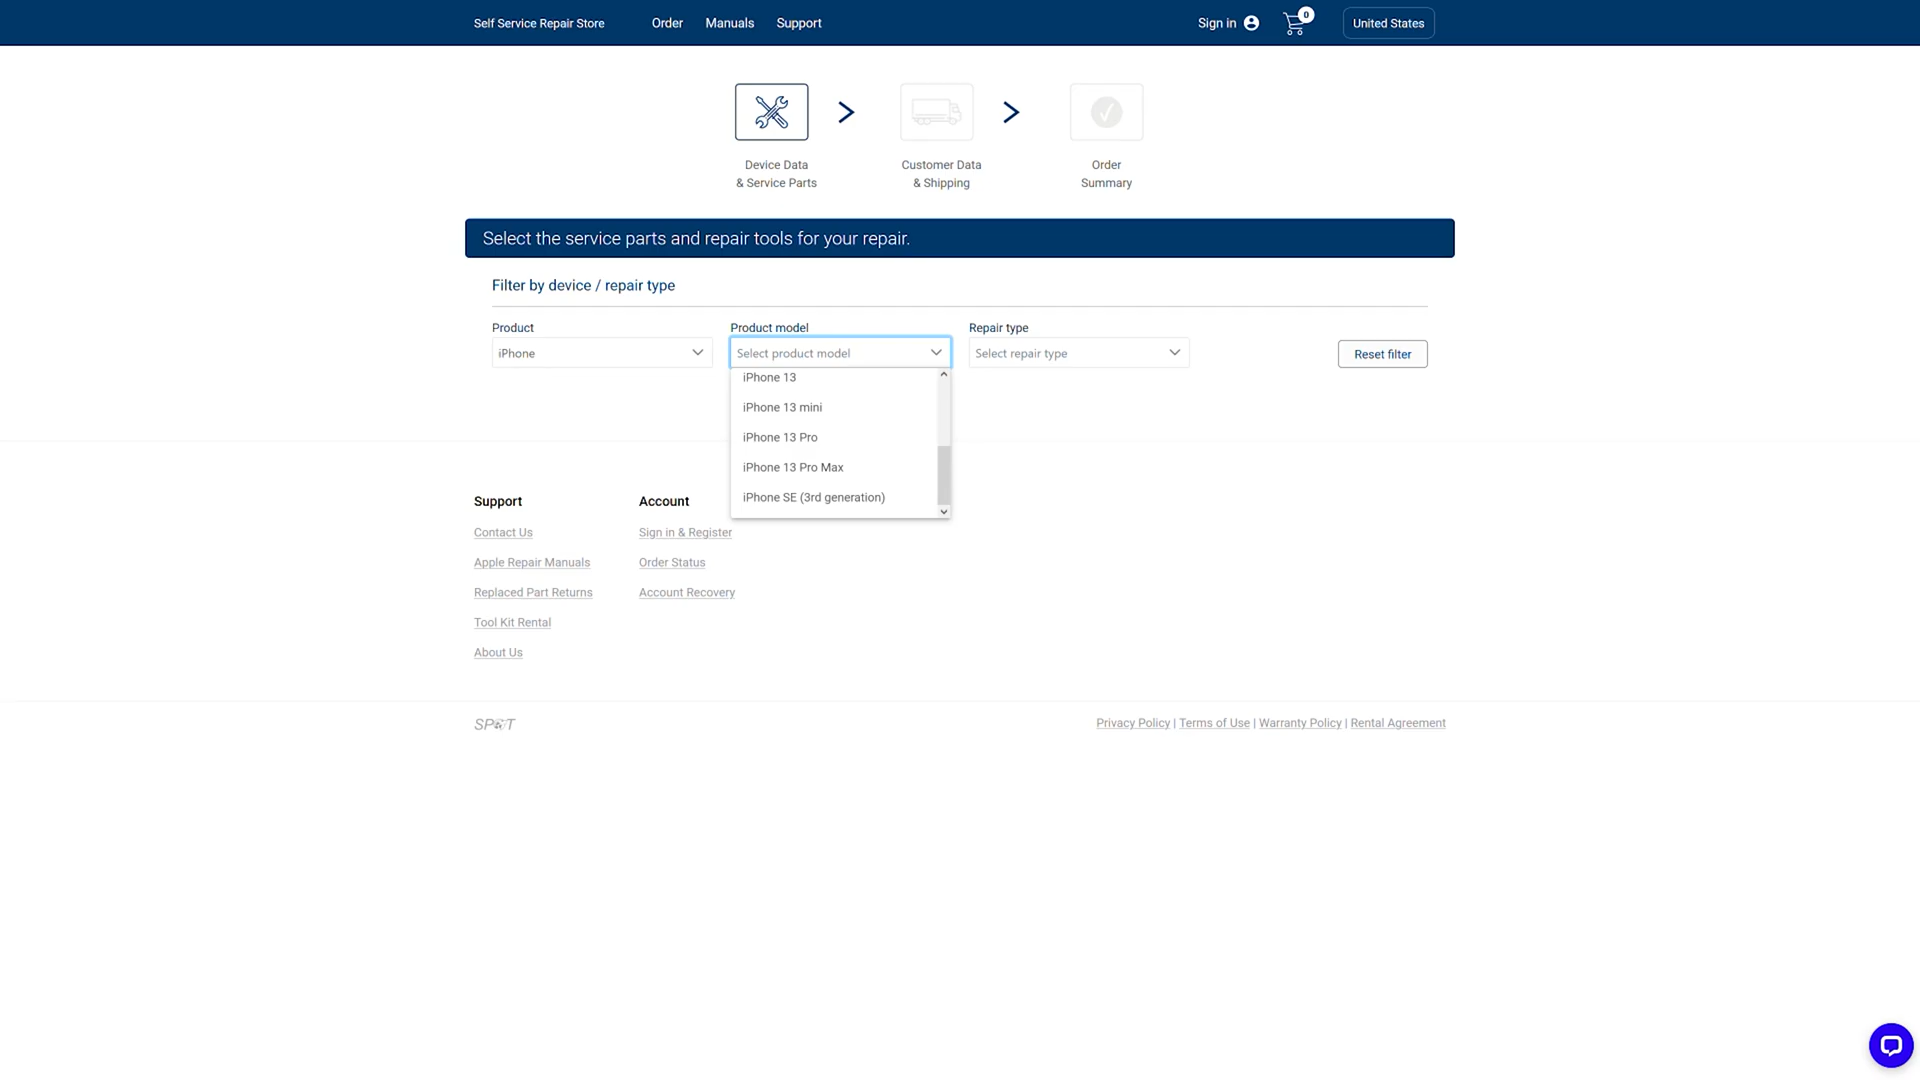 Self Service Repair Store
Order
Manuals
Support
Sign in
0
United States
Device Data
& Service Parts
Customer Data
& Shipping
Order
Summary
Select the service parts and repair tools for your repair.
Filter by device / repair type
Product
Product model
Repair type
iPhone
Select product model
Select repair type
Reset filter
iPhone 13
iPhone 13 mini
iPhone 13 Pro
iPhone 13 Pro Max
iPhone SE (3rd generation)
Support
Contact Us
Apple Repair Manuals
Replaced Part Returns
Tool Kit Rental
About Us
Account
Sign in & Register
Order Status
Account Recovery
SPOT
Privacy Policy | Terms of Use | Warranty Policy | Rental Agreement